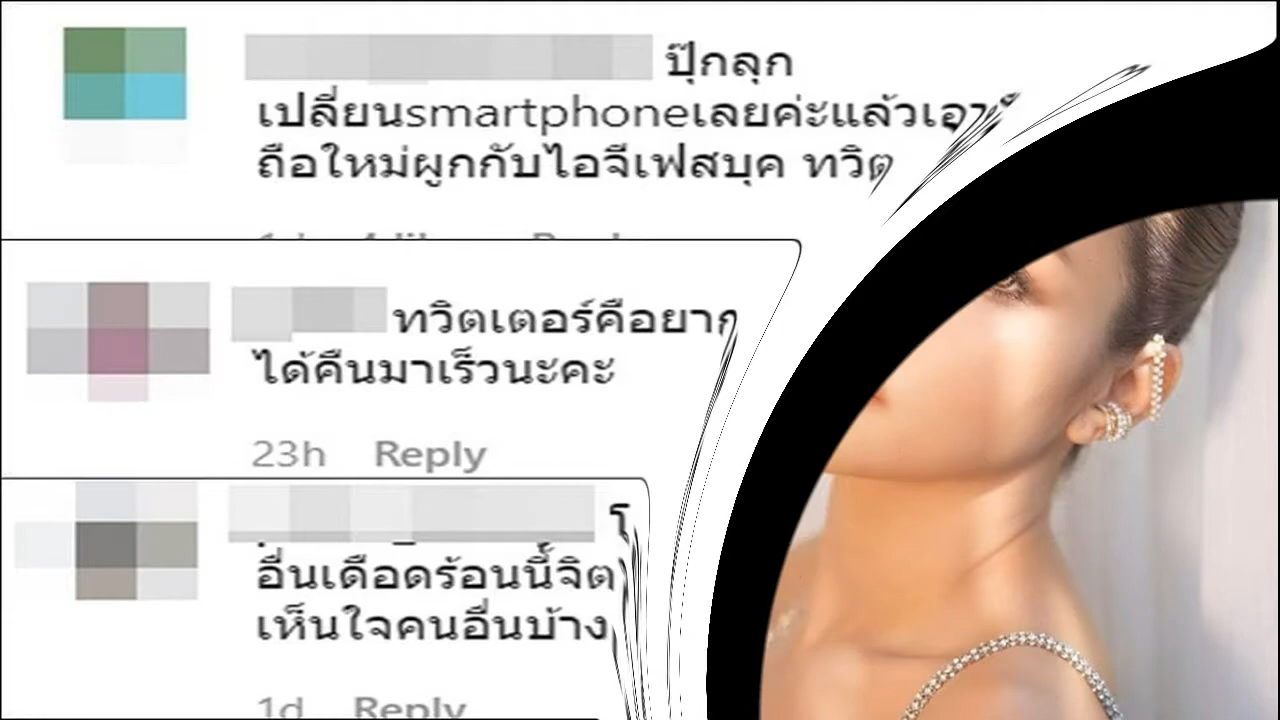 ปุ๊กลุก
เปลี่ยนsmartphoneเลยค่ะแล้ว
ถือใหม่ผูกกับไอจีเฟสบุค ทวิต
ทวิตเตอร์คือยาก
ได้คืนมาเร็วนะคะ
23h Reply
อื่นเดือดร้อนนี้จิต
เห็นใจคนอื่นบ้าง
1d Reply